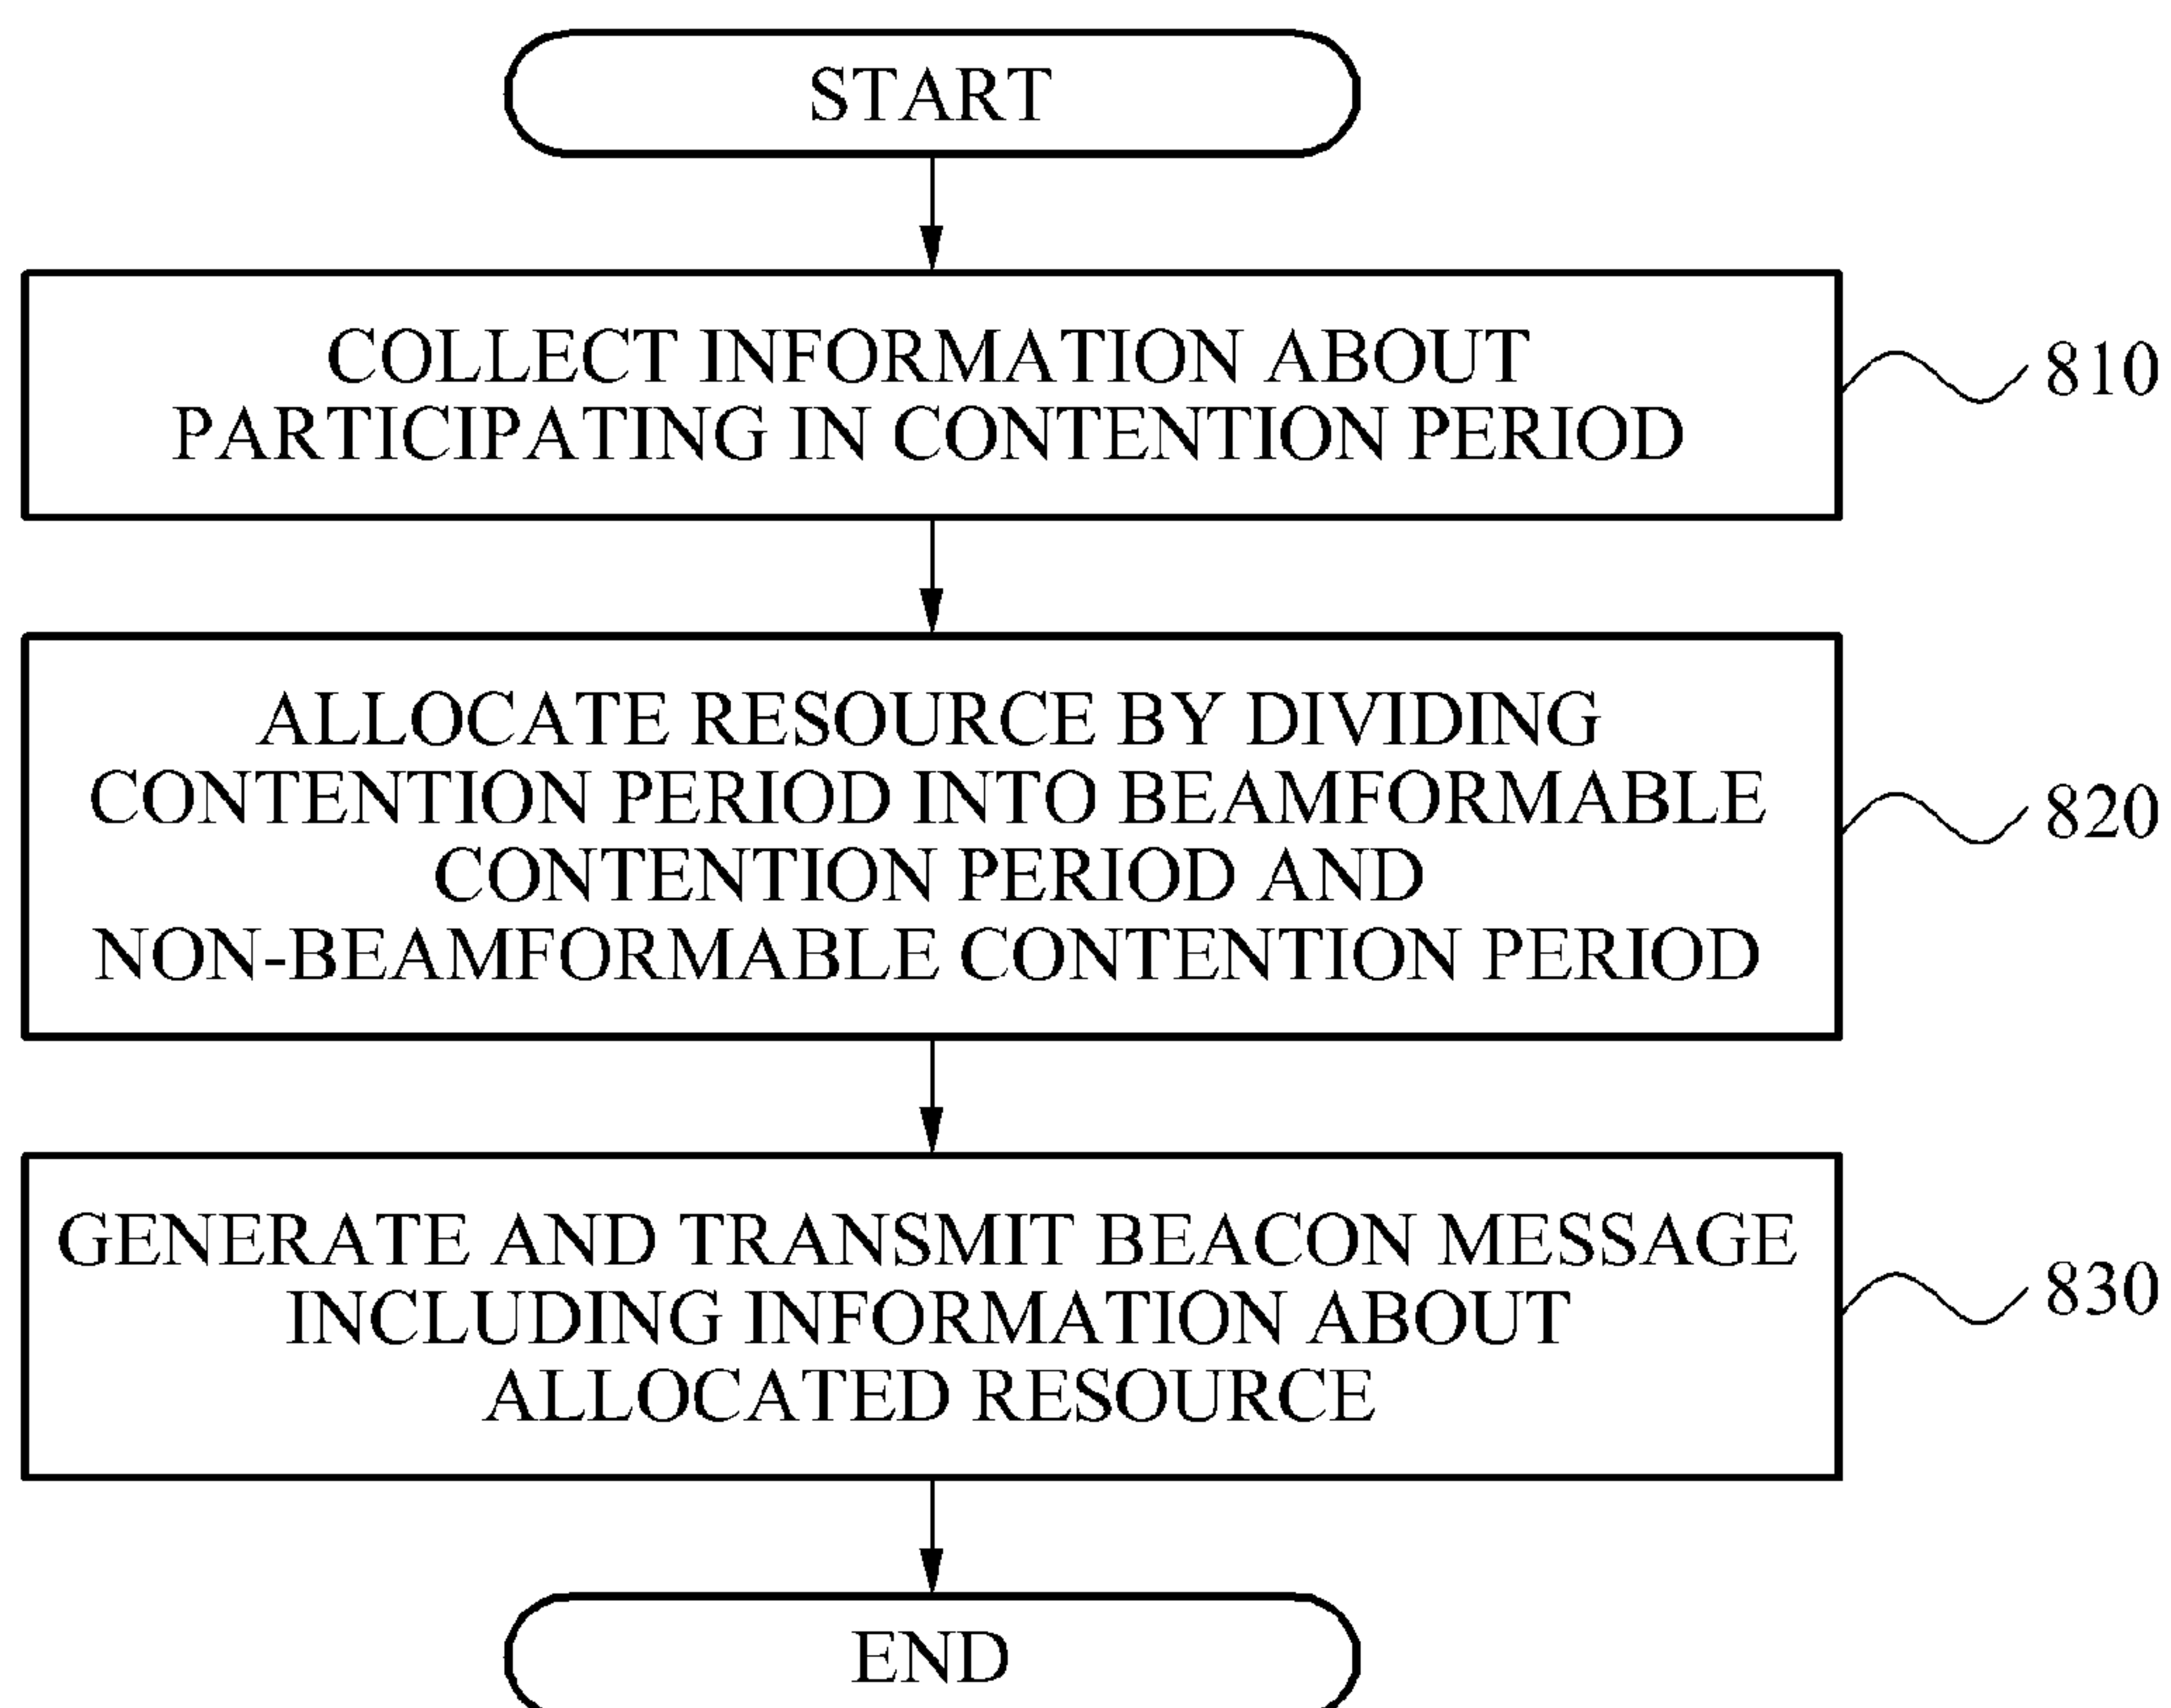 START
COLLECT INFORMATION ABOUT
PARTICIPATING IN CONTENTION PERIOD
810
ALLOCATE RESOURCE BY DIVIDING
CONTENTION PERIOD INTO BEAMFORMABLE
CONTENTION PERIOD AND
NON-BEAMFORMABLE CONTENTION PERIOD
820
GENERATE AND TRANSMIT BEACON MESSAGE
INCLUDING INFORMATION ABOUT
ALLOCATED RESOURCE
830
END